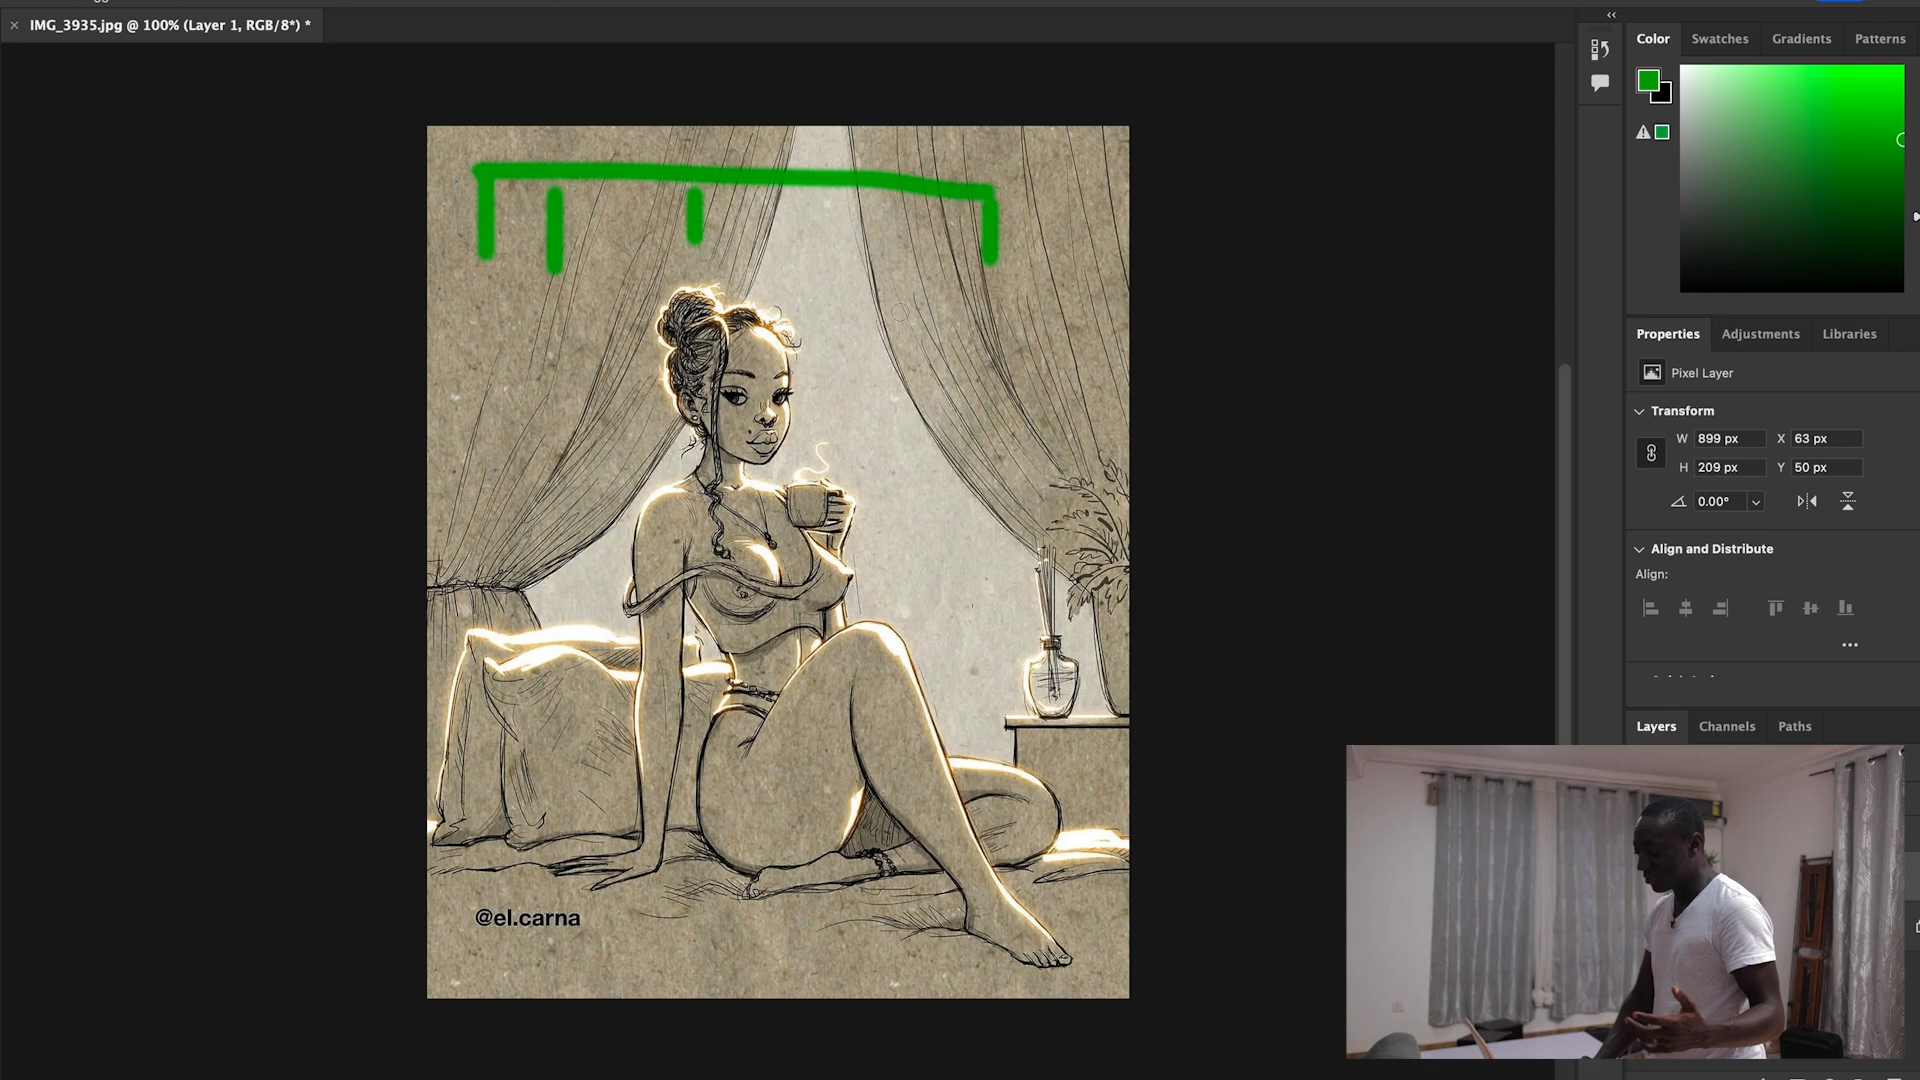 IMG_3935.jpg @ 100% (Layer 1, RGB/8*) *
Color Swatches Gradients Patterns
Properties Adjustments Libraries
Pixel Layer
Transform
W 899 px X 63 px
H 209 px Y 50 px
0.00°
Align and Distribute
Align:
Layers Channels Paths
@el.carna